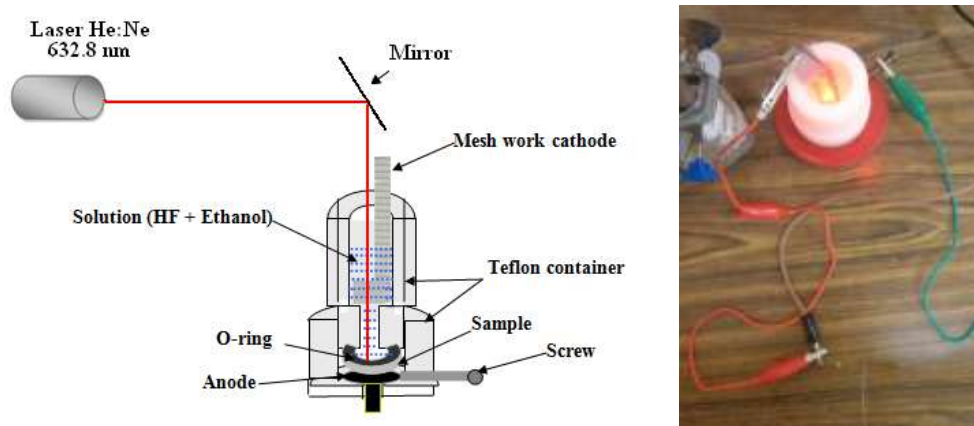 Laser He:Ne
632.8 nm
Mirror
Mesh work cathode
Solution (HF + Ethanol)
Teflon container
O-ring
Sample
Screw
Anode